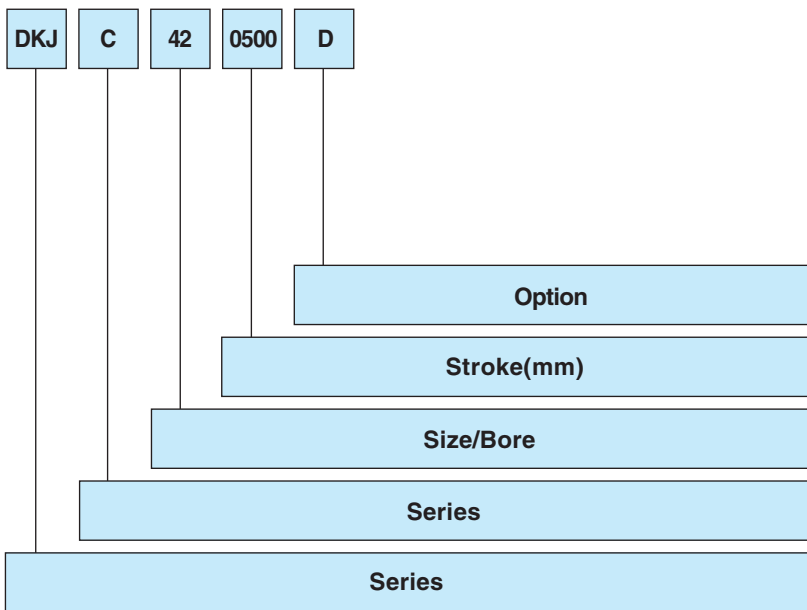 DKJ C 42 0500 D
Option
Stroke(mm)
Size/Bore
Series
Series